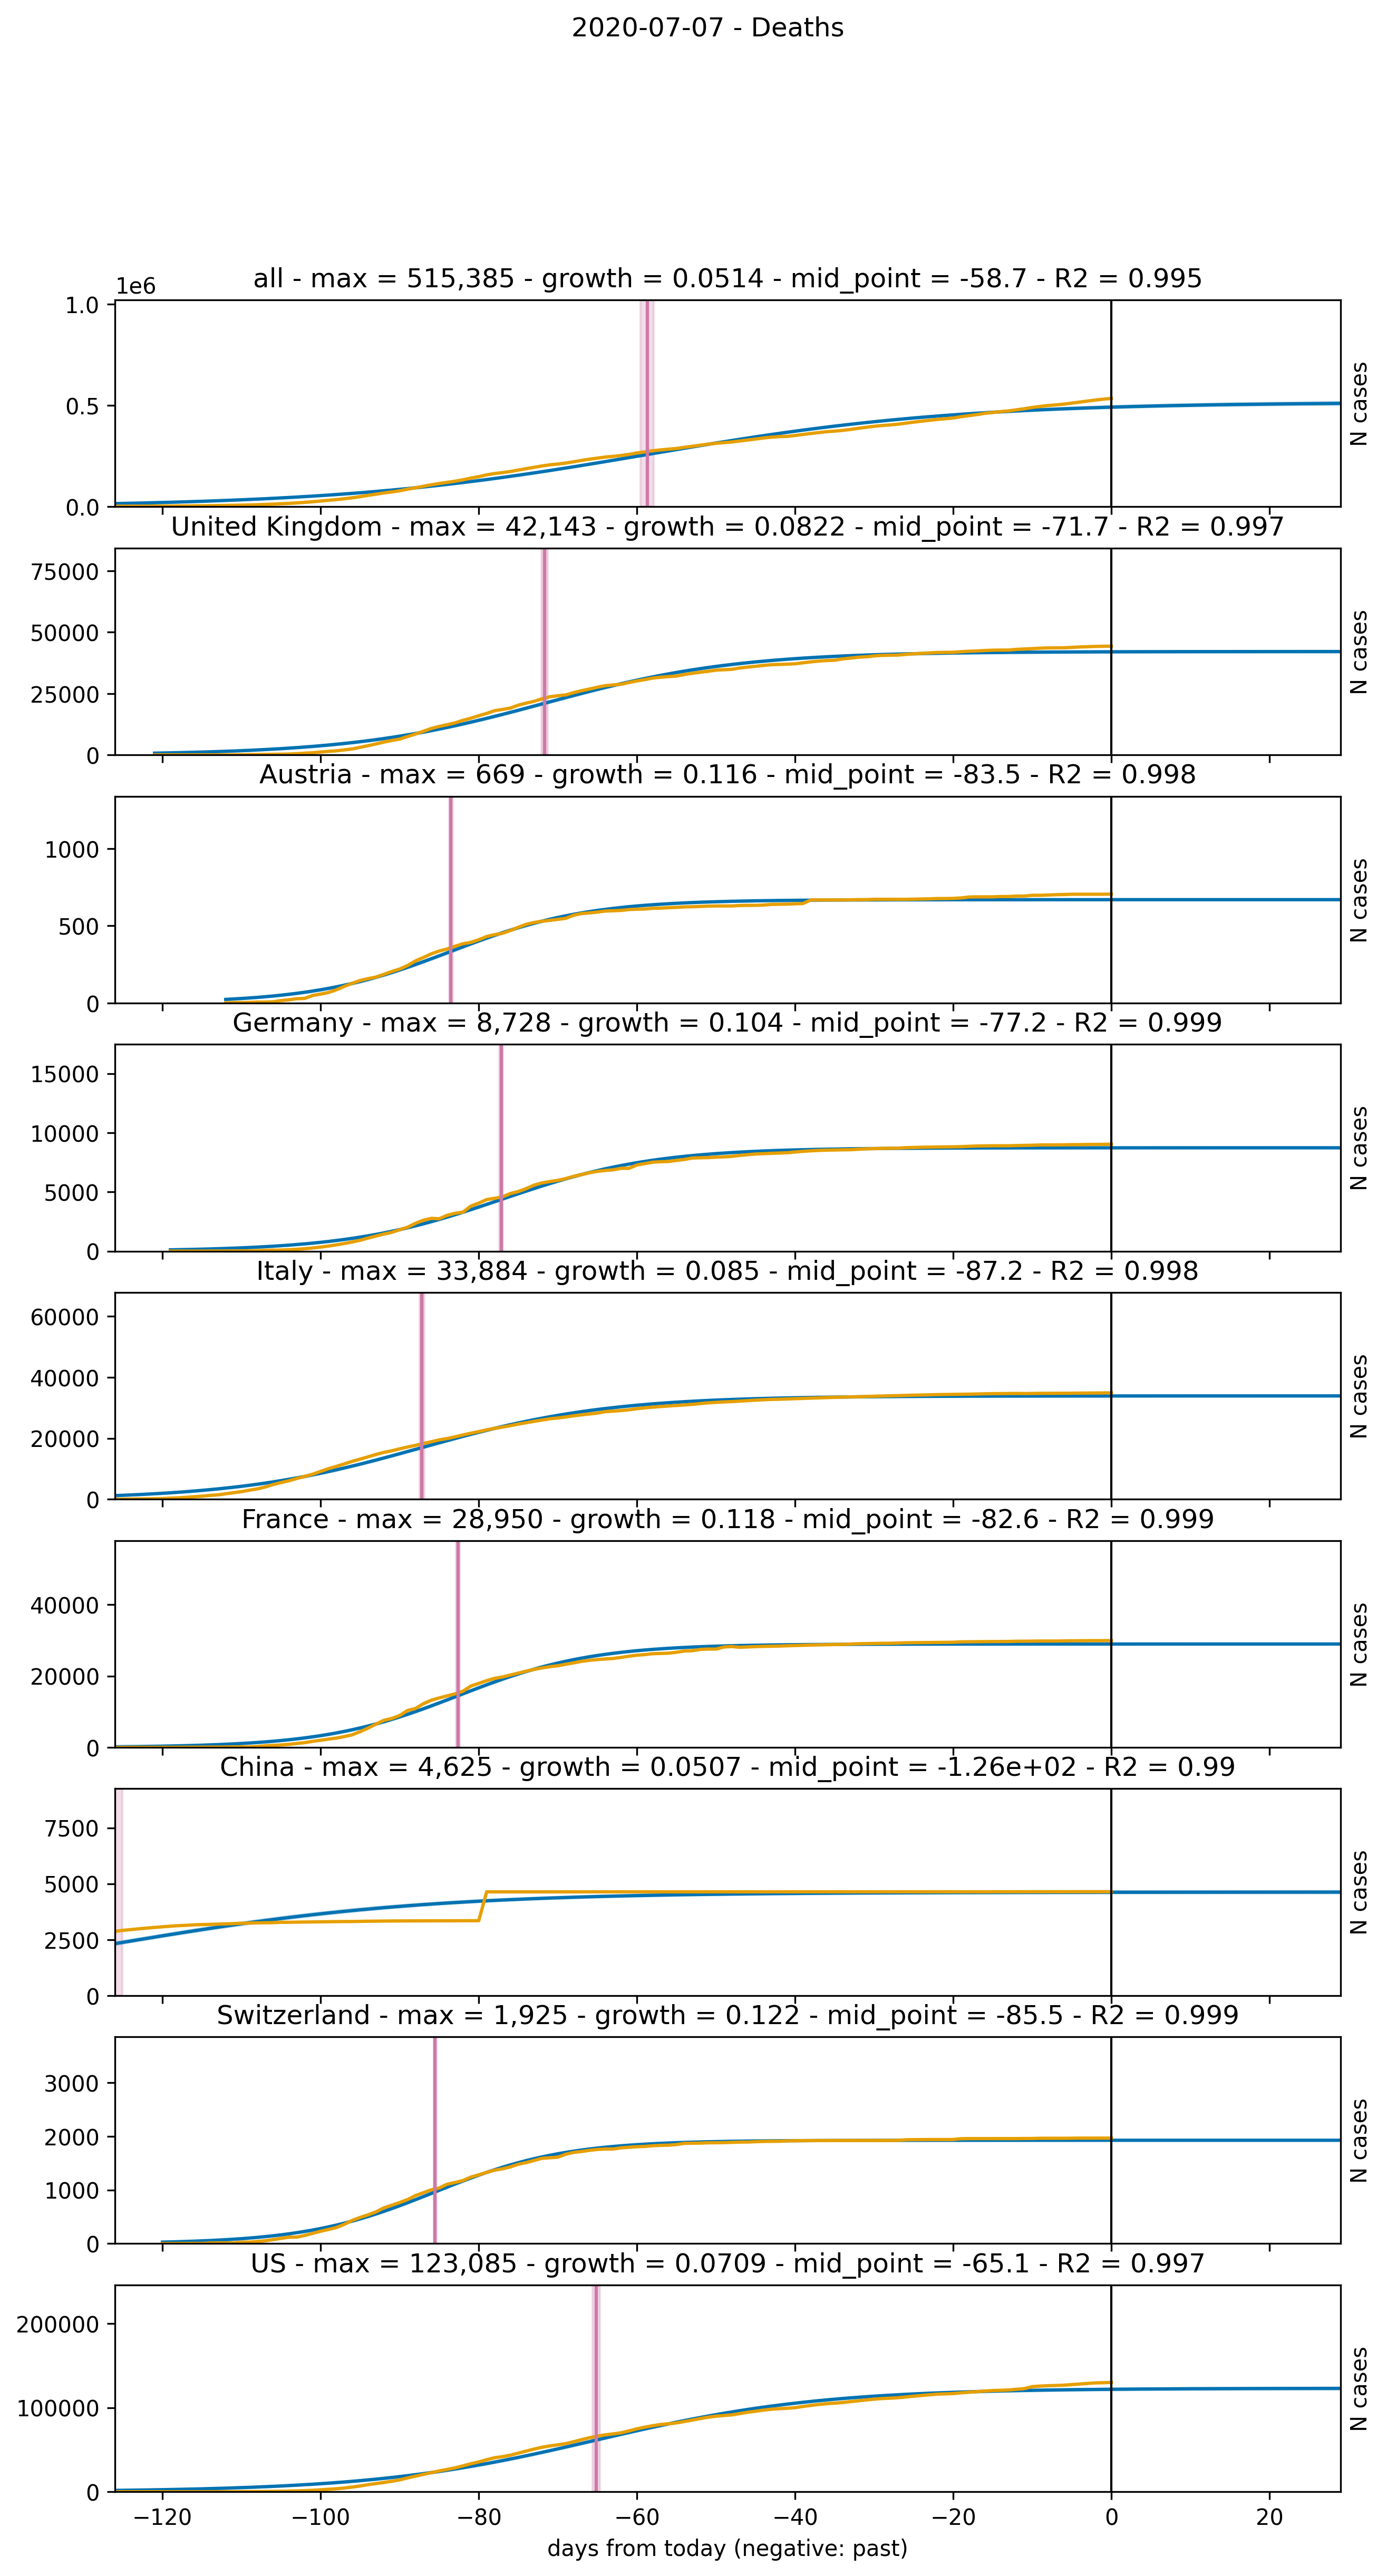 2020-07-07 - Deaths
all - max = 515,385 - growth = 0.0514 - mid_point = -58.7 - R2 = 0.995
1e6
1.0
0.5
0.0
N cases
United Kingdom - max = 42,143 - growth = 0.0822 - mid_point = -71.7 - R2 = 0.997
75000
50000
25000
0
N cases
Austria - max = 669 - growth = 0.116 - mid_point = -83.5 - R2 = 0.998
1000
500
0
N cases
Germany - max = 8,728 - growth = 0.104 - mid_point = -77.2 - R2 = 0.999
15000
10000
5000
0
N cases
Italy - max = 33,884 - growth = 0.085 - mid_point = -87.2 - R2 = 0.998
60000
40000
20000
0
N cases
France - max = 28,950 - growth = 0.118 - mid_point = -82.6 - R2 = 0.999
40000
20000
0
N cases
China - max = 4,625 - growth = 0.0507 - mid_point = -1.26e+02 - R2 = 0.99
7500
5000
2500
0
N cases
Switzerland - max = 1,925 - growth = 0.122 - mid_point = -85.5 - R2 = 0.999
3000
2000
1000
0
N cases
US - max = 123,085 - growth = 0.0709 - mid_point = -65.1 - R2 = 0.997
200000
100000
0
N cases
−120 −100 −80 −60 −40 −20 0 20
days from today (negative: past)